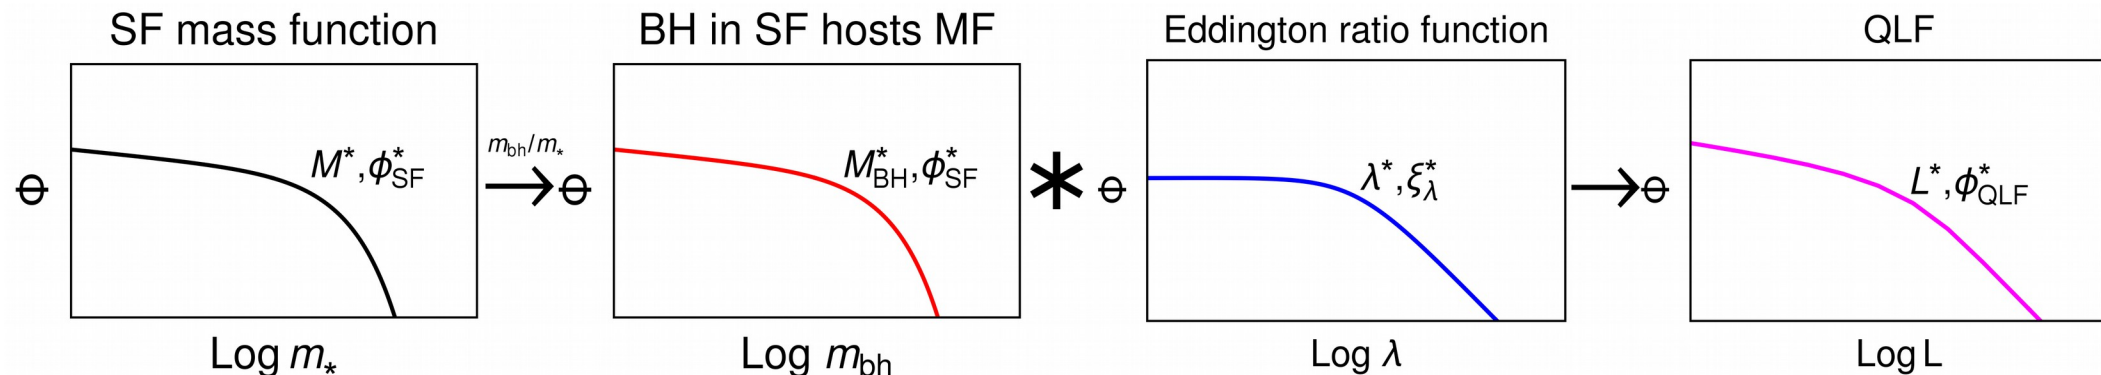 SF mass function
BH in SF hosts MF
Eddington ratio function
QLF
Φ
M*,ϕ*SF
mbh/m*
Φ
M*BH,ϕ*SF
*
Φ
λ*,ξ*λ
Φ
L*,ϕ*QLF
Log m*
Log mbh
Log λ
Log L